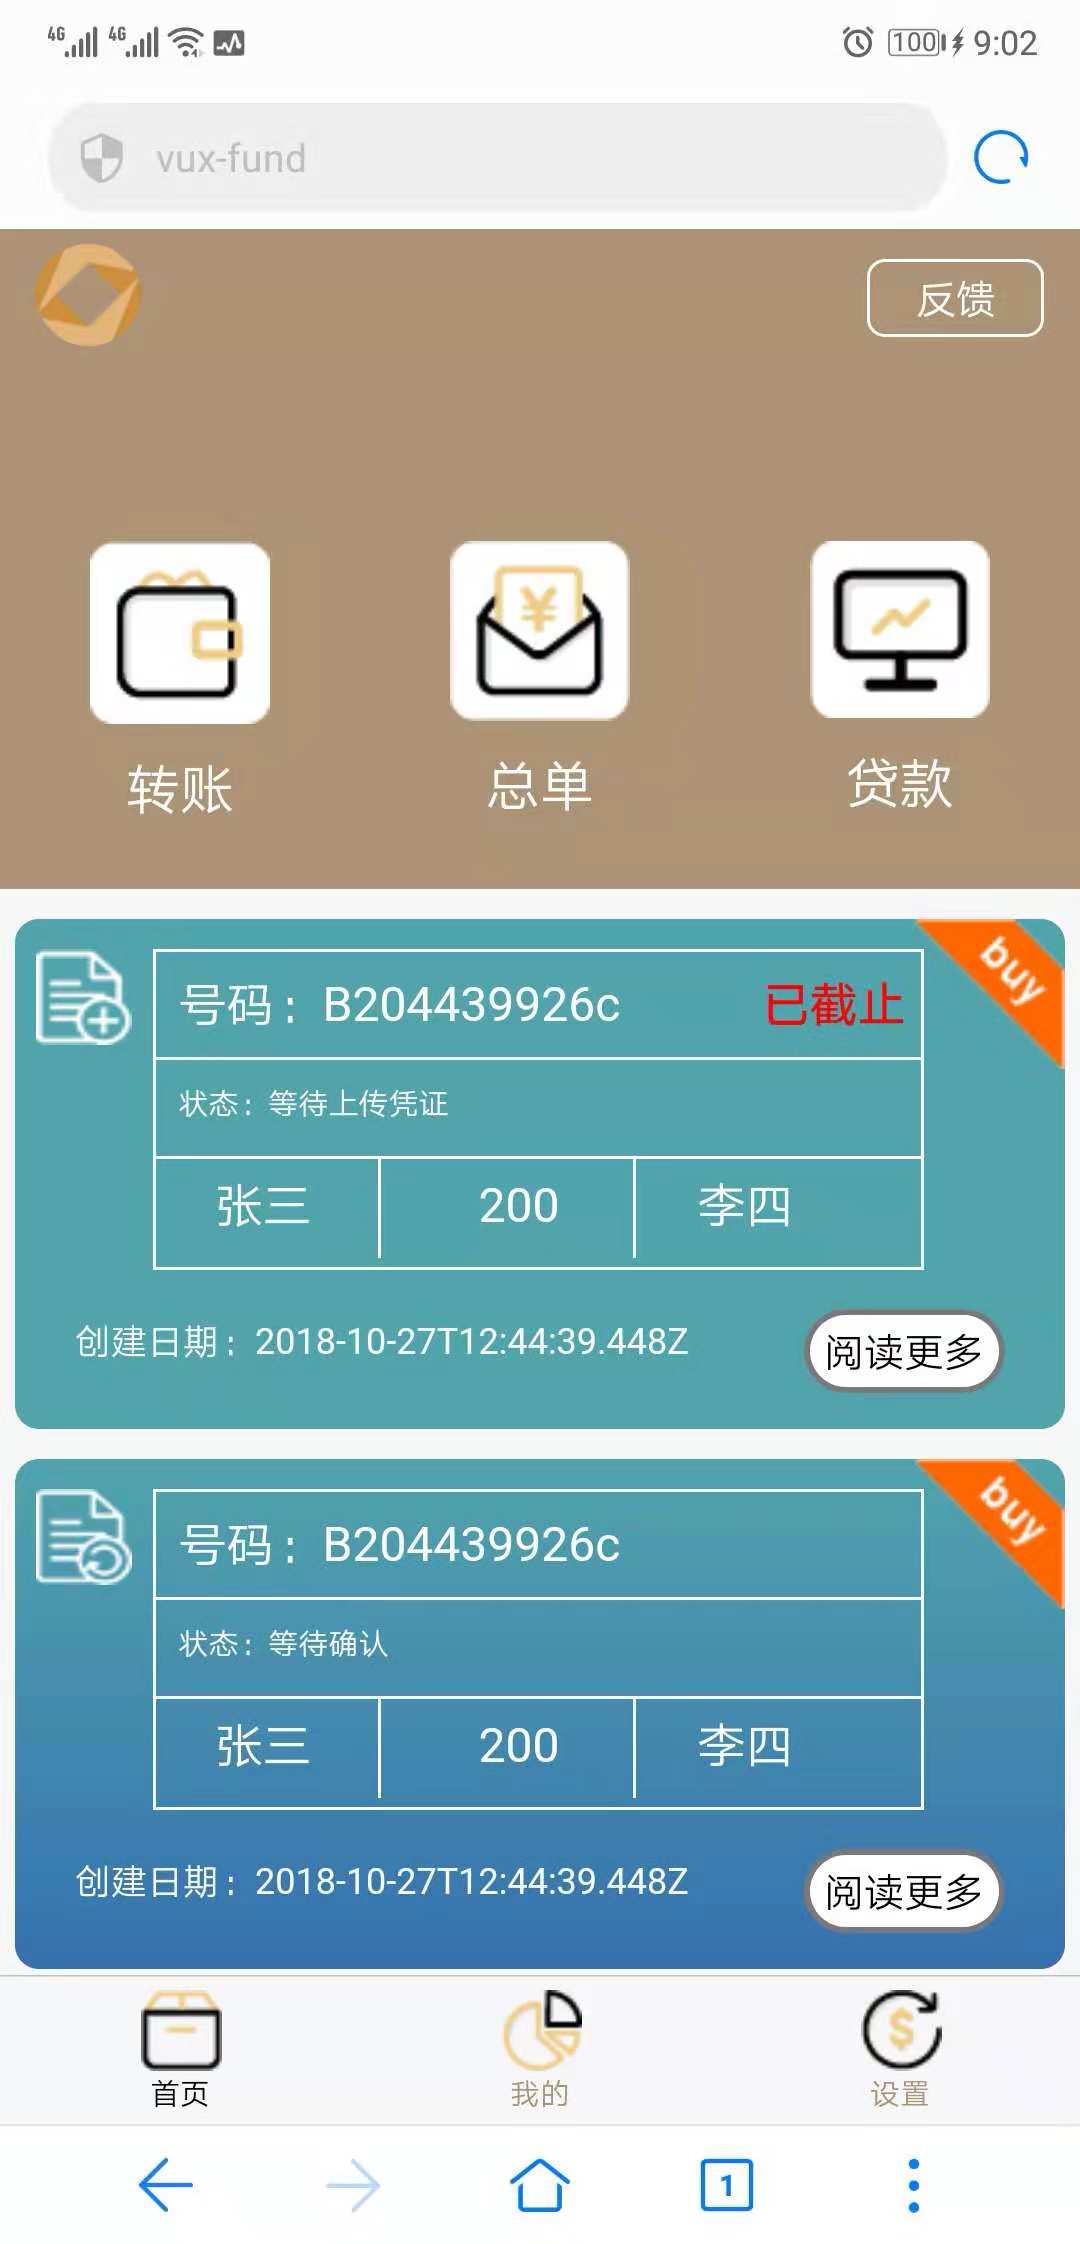 4G 4G 100 9:02
vux-fund
反馈
转账 总单 贷款
buy
号码：B204439926c 已截止
状态：等待上传凭证
张三 200 李四
创建日期：2018-10-27T12:44:39.448Z 阅读更多
buy
号码：B204439926c
状态：等待确认
张三 200 李四
创建日期：2018-10-27T12:44:39.448Z 阅读更多
首页 我的 设置
1